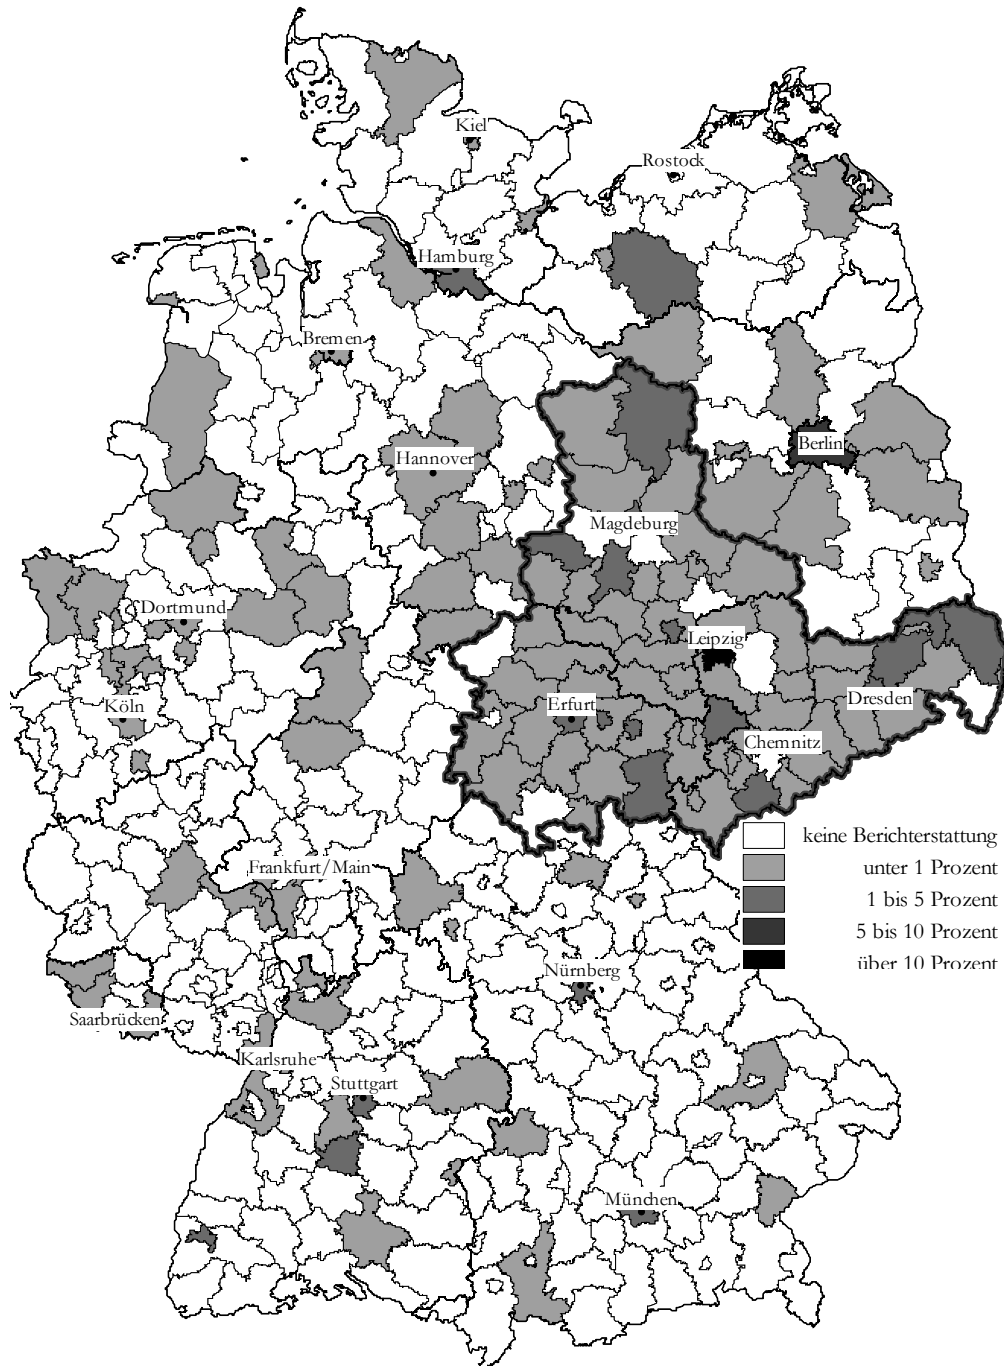 Kiel
Rostock
Hamburg
Bremen
Berlin
Hannover
Magdeburg
Dortmund
Leipzig
Köln
Erfurt
Dresden
Chemnitz
keine Berichterstattung
Frankfurt/Main
unter 1 Prozent
1 bis 5 Prozent
5 bis 10 Prozent
über 10 Prozent
Nürnberg
Saarbrücken
Karlsruhe
Stuttgart
München